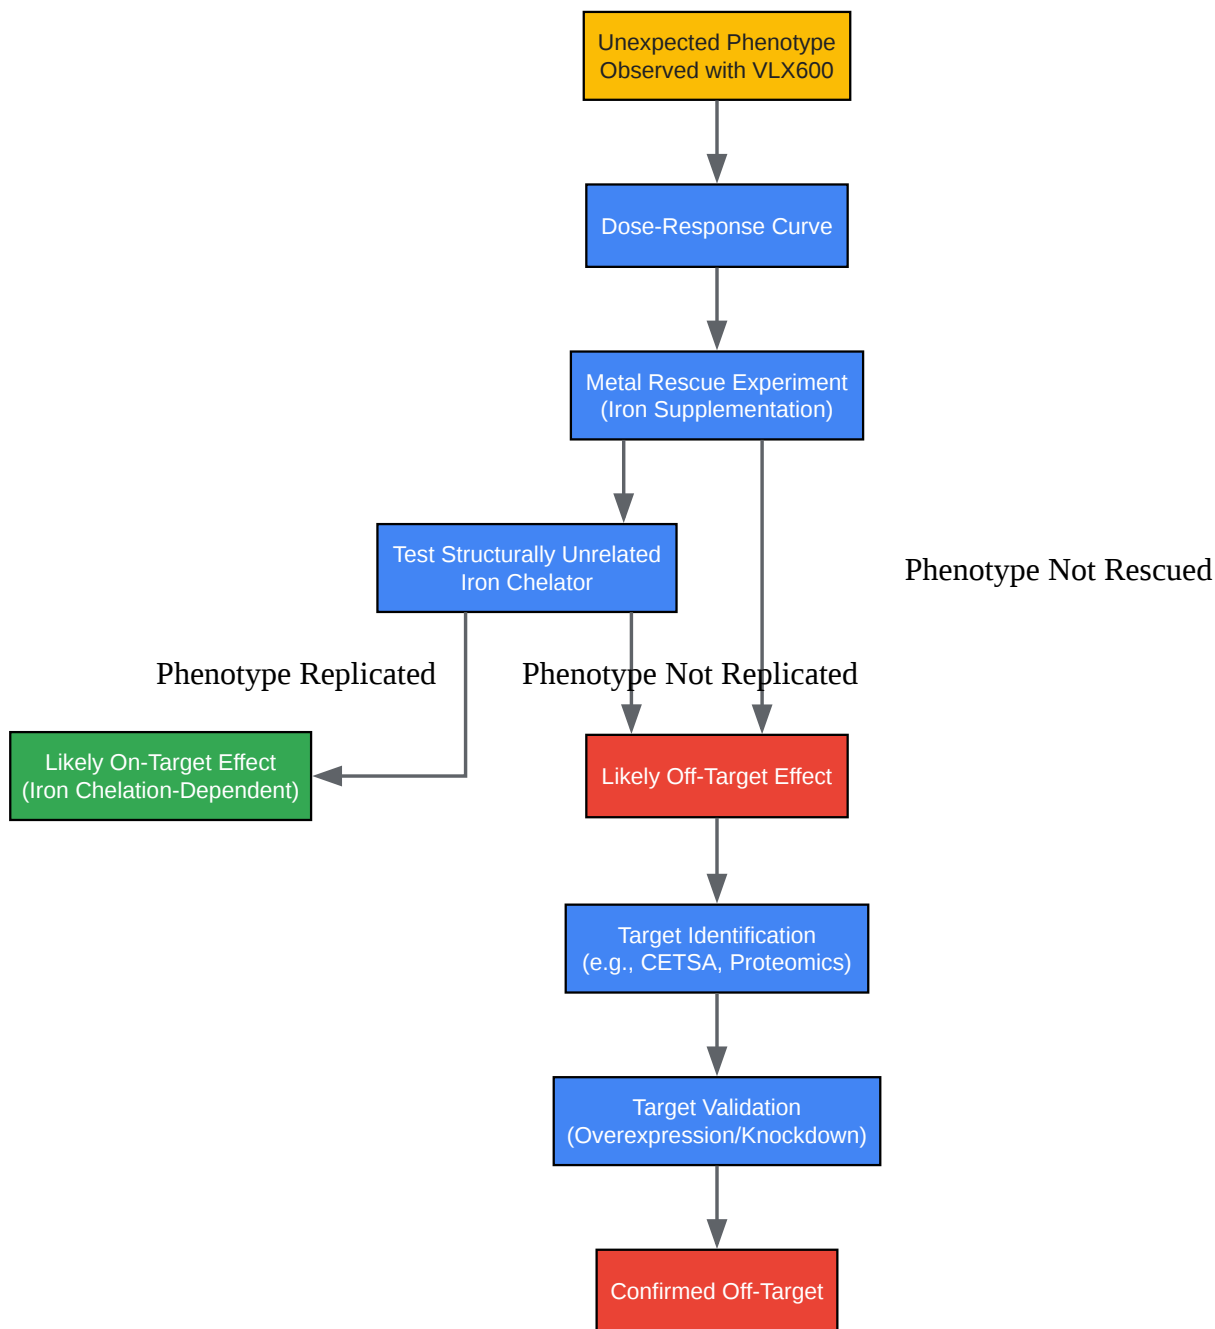 Unexpected Phenotype
Observed with VLX600
Dose-Response Curve
Metal Rescue Experiment
(Iron Supplementation)
Test Structurally Unrelated
Iron Chelator
Phenotype Not Rescued
Phenotype Replicated
Phenotype Not Replicated
Likely On-Target Effect
(Iron Chelation-Dependent)
Likely Off-Target Effect
Target Identification
(e.g., CETSA, Proteomics)
Target Validation
(Overexpression/Knockdown)
Confirmed Off-Target